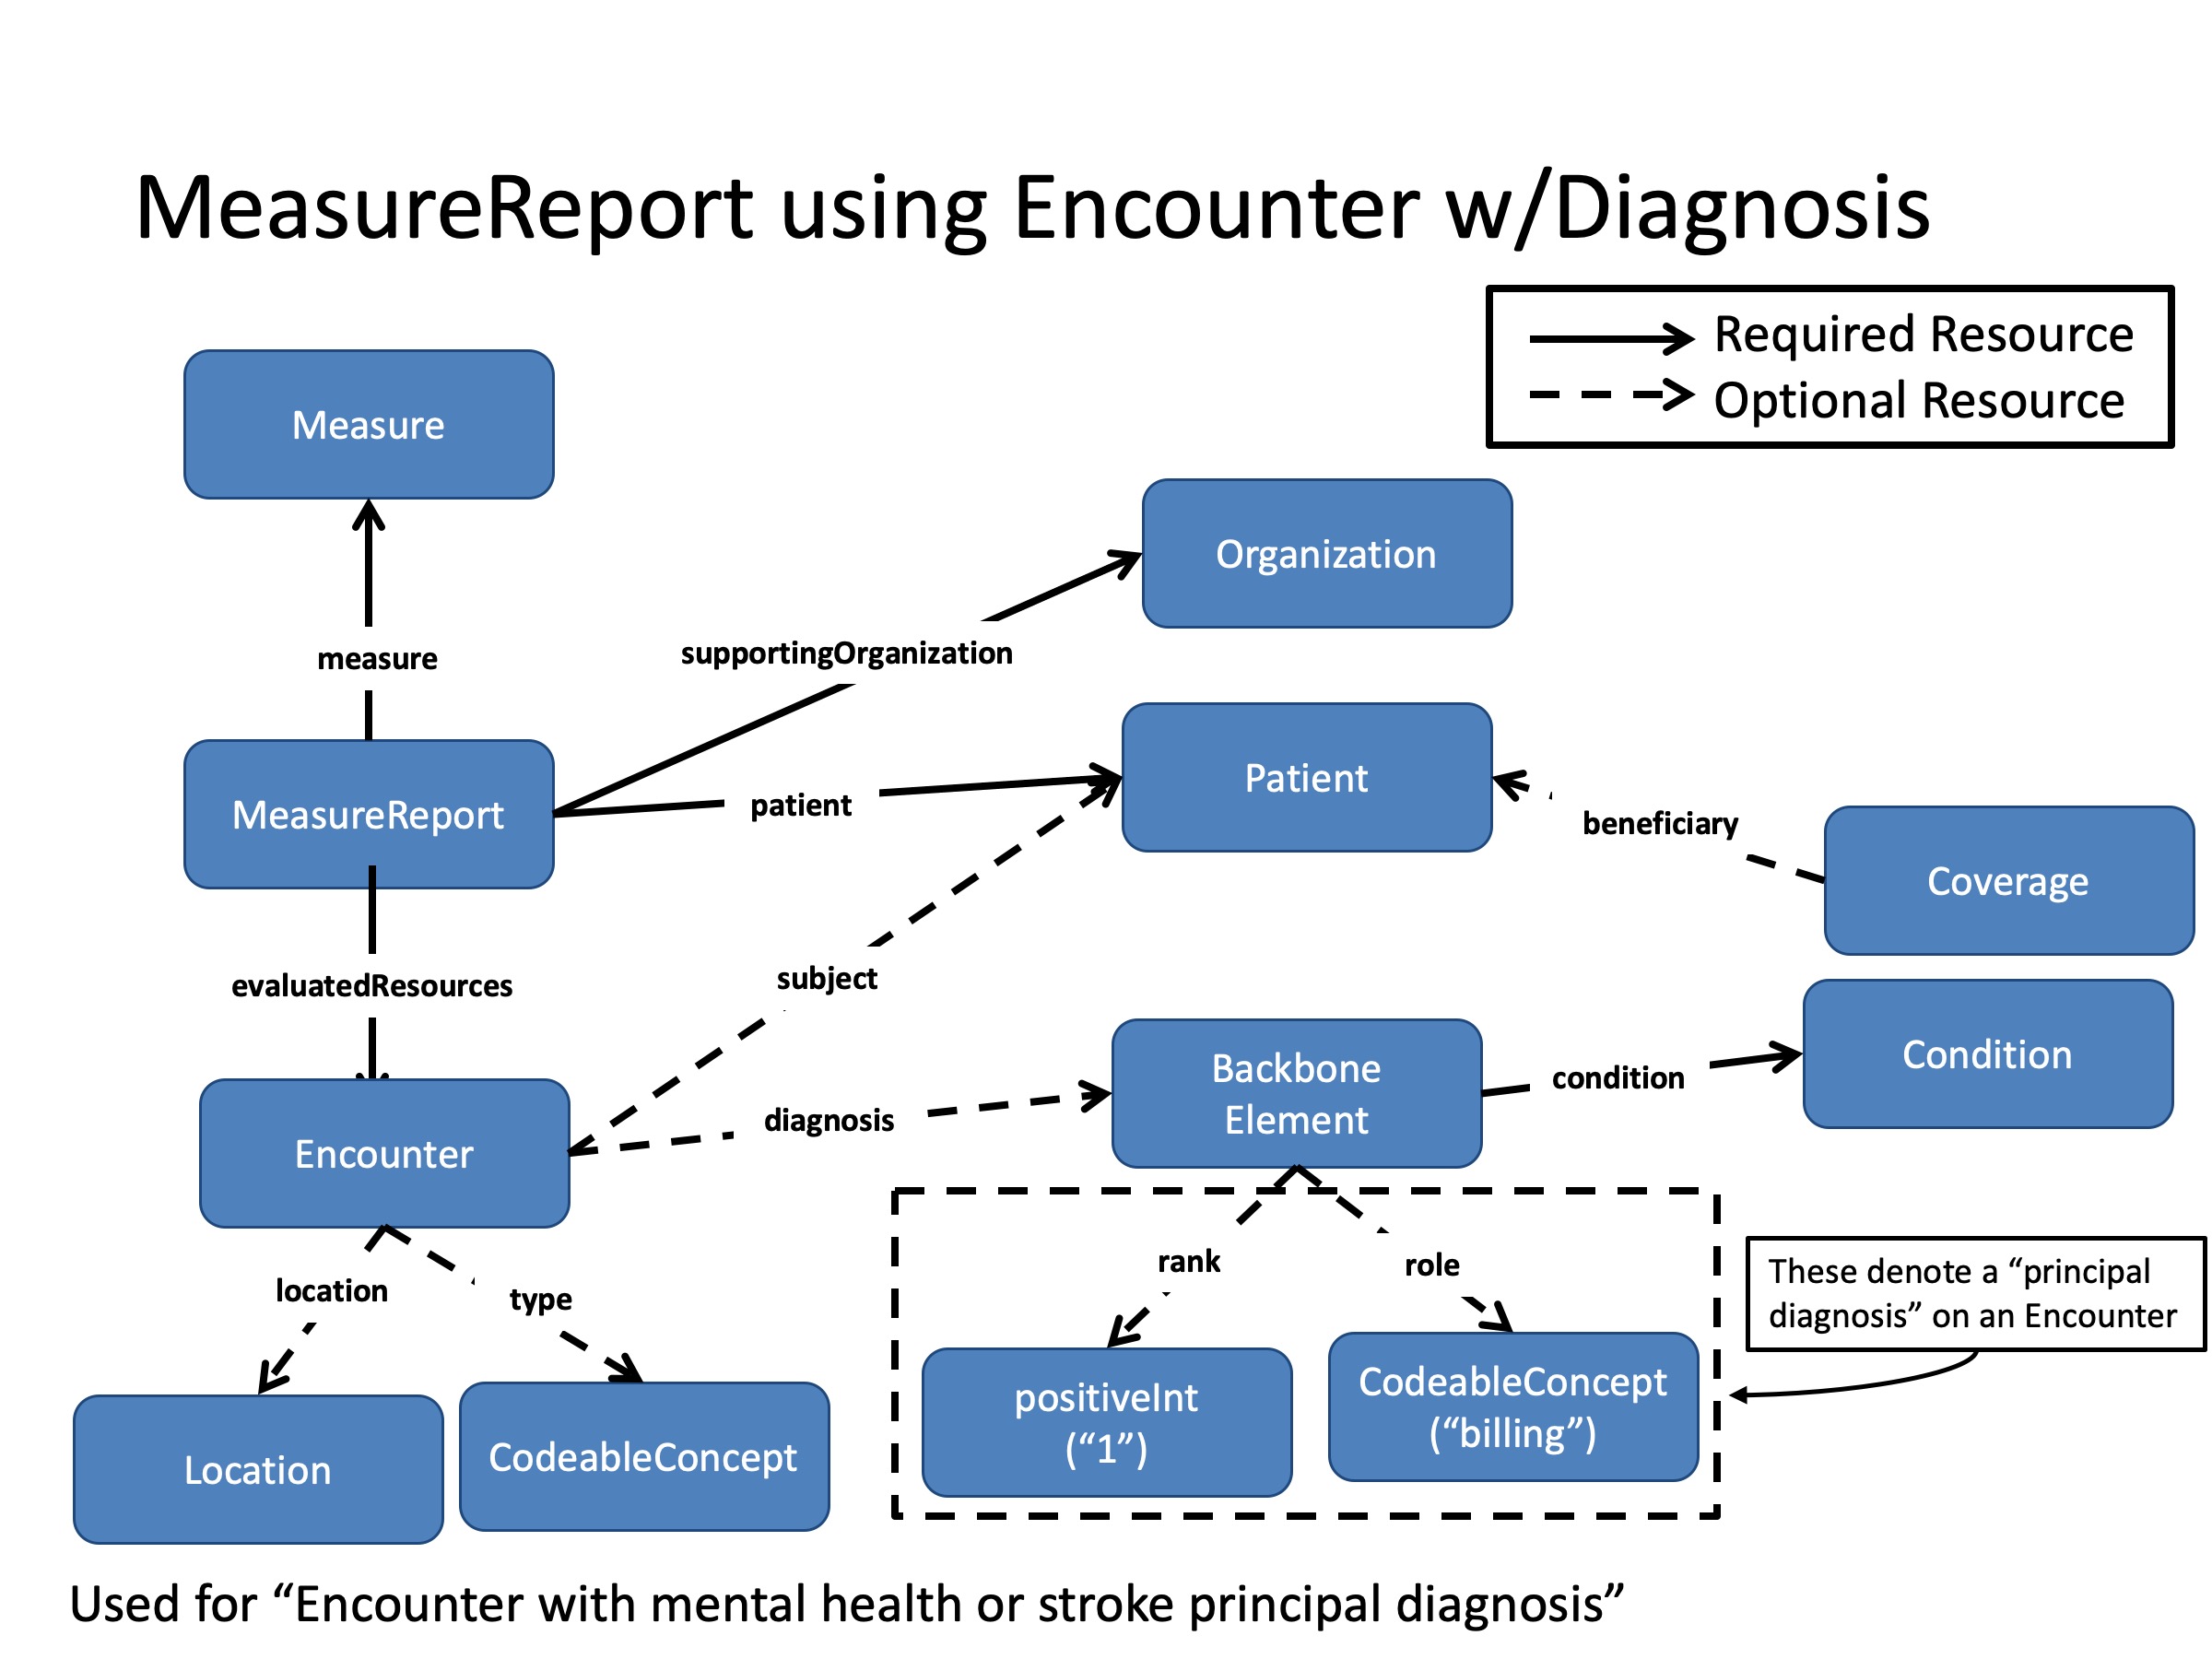 MeasureReport using Encounter w/Diagnosis
Required Resource
Optional Resource
Measure
Organization
measure
supportingOrganization
Patient
MeasureReport
patient
beneficiary
Coverage
evaluatedResources
subject
Backbone
Element
condition
Condition
diagnosis
Encounter
location
type
rank
role
These denote a “principal
diagnosis” on an Encounter
Location
CodeableConcept
positiveInt
(“1”)
CodeableConcept
(“billing”)
Used for “Encounter with mental health or stroke principal diagnosis”